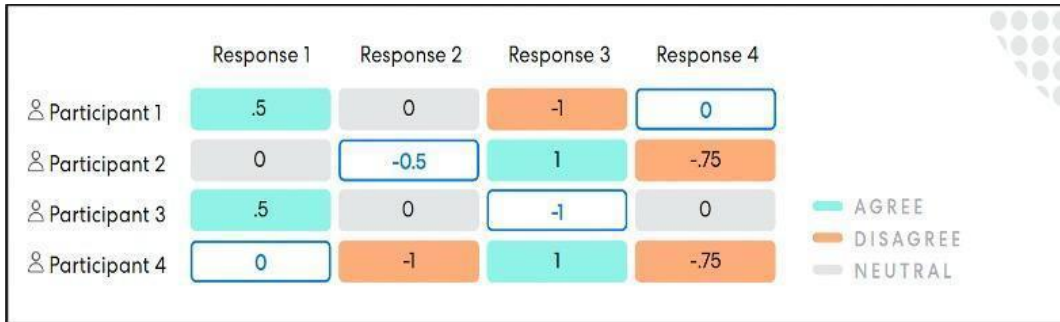 Response 1 Response 2 Response 3 Response 4
Participant 1 .5 0 -1 0
Participant 2 0 -0.5 1 -.75
Participant 3 .5 0 -1 0
AGREE
DISAGREE
Participant 4 0 -1 1 -.75
NEUTRAL